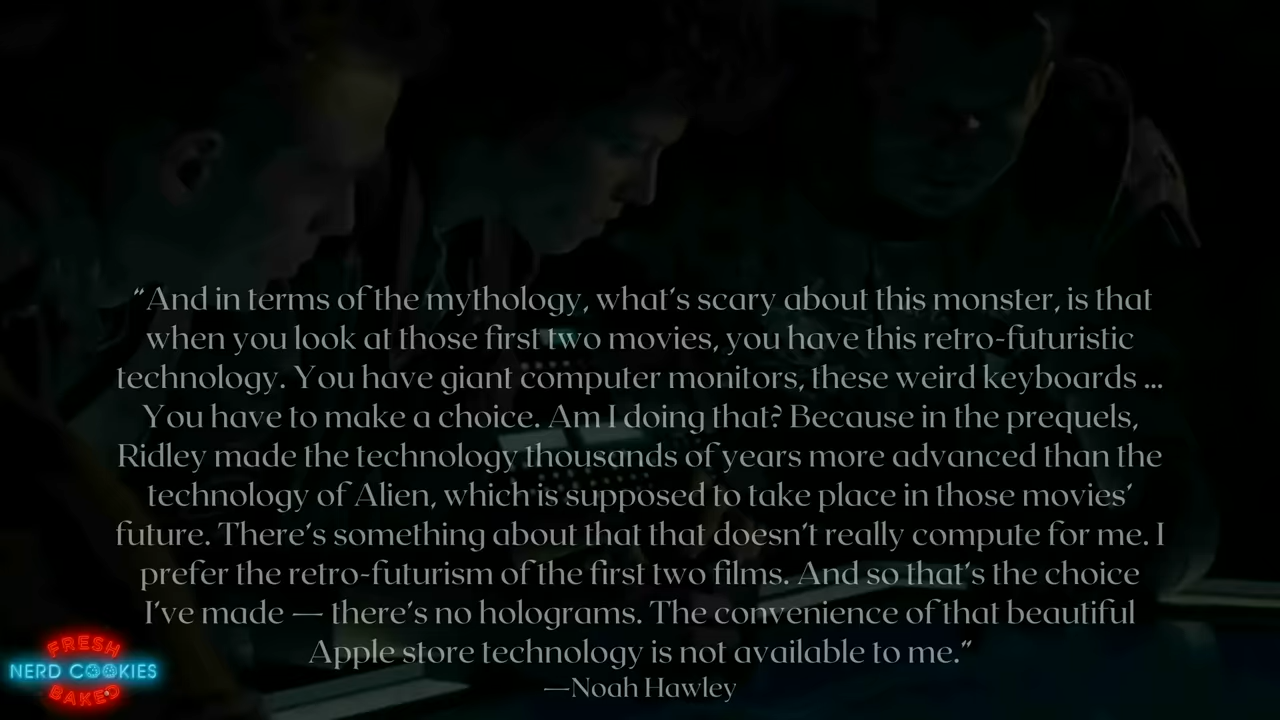 “And in terms of the mythology, what’s scary about this monster, is that
when you look at those first two movies, you have this retro-futuristic
technology. You have giant computer monitors, these weird keyboards ...
You have to make a choice. Am I doing that? Because in the prequels,
Ridley made the technology thousands of years more advanced than the
technology of Alien, which is supposed to take place in those movies’
future. There’s something about that that doesn’t really compute for me. I
prefer the retro-futurism of the first two films. And so that’s the choice
I’ve made — there’s no holograms. The convenience of that beautiful
Apple store technology is not available to me.“
—Noah Hawley
FRESH
NERD COOKIES
BAKED